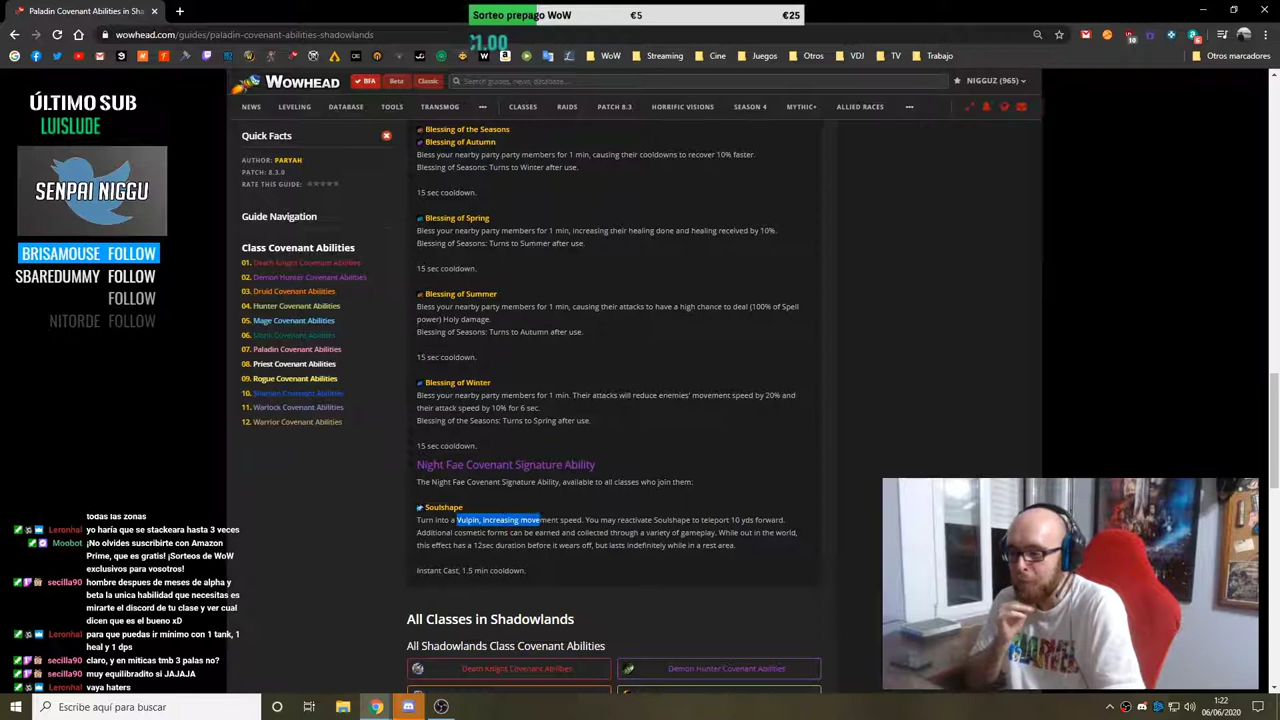 Paladin Covenant Abilities in Sha
Sorteo prepago WoW
€5
€25
1.00
wowhead.com/guides/paladin-covenant-abilities-shadowlands
WoW
Streaming
Cine
Juegos
Otros
VDJ
TV
Trabajo
Otros marcadores
WOWHEAD
BFA
Beta
Classic
Search guides, news, database...
NIGGUZ (965)
NEWS
LEVELING
DATABASE
TOOLS
TRANSMOG
CLASSES
RAIDS
PATCH 8.3
HORRIFIC VISIONS
SEASON 4
MYTHIC+
ALLIED RACES
ÚLTIMO SUB
LUISLUDE
SENPAI NIGGU
BRISAMOUSE FOLLOW
SBAREDUMMY FOLLOW
FOLLOW
NITORDE FOLLOW
Quick Facts
AUTHOR: PARYAH
PATCH: 8.3.0
RATE THIS GUIDE:
Guide Navigation
Class Covenant Abilities
01. Death Knight Covenant Abilities
02. Demon Hunter Covenant Abilities
03. Druid Covenant Abilities
04. Hunter Covenant Abilities
05. Mage Covenant Abilities
06. Monk Covenant Abilities
07. Paladin Covenant Abilities
08. Priest Covenant Abilities
09. Rogue Covenant Abilities
10. Shaman Covenant Abilities
11. Warlock Covenant Abilities
12. Warrior Covenant Abilities
Blessing of the Seasons
Blessing of Autumn
Bless your nearby party party members for 1 min, causing their cooldowns to recover 10% faster.
Blessing of Seasons: Turns to Winter after use.
15 sec cooldown.
Blessing of Spring
Bless your nearby party members for 1 min, increasing their healing done and healing received by 10%.
Blessing of Seasons: Turns to Summer after use.
15 sec cooldown.
Blessing of Summer
Bless your nearby party members for 1 min, causing their attacks to have a high chance to deal (100% of Spell
power) Holy damage.
Blessing of Seasons: Turns to Autumn after use.
15 sec cooldown.
Blessing of Winter
Bless your nearby party members for 1 min. Their attacks will reduce enemies' movement speed by 20% and
their attack speed by 10% for 6 sec.
Blessing of the Seasons: Turns to Spring after use.
15 sec cooldown.
Night Fae Covenant Signature Ability
The Night Fae Covenant Signature Ability, available to all classes who join them:
Soulshape
Turn into a Vulpin, increasing movement speed. You may reactivate Soulshape to teleport 10 yds forward.
Additional cosmetic forms can be earned and collected through a variety of gameplay. While out in the world,
this effect has a 12sec duration before it wears off, but lasts indefinitely while in a rest area.
Instant Cast, 1.5 min cooldown.
All Classes in Shadowlands
All Shadowlands Class Covenant Abilities
Death Knight Covenant Abilities
Demon Hunter Covenant Abilities
todas las zonas
Leronhal yo haría que se stackeara hasta 3 veces
Moobot ¡No olvides suscribirte con Amazon
Prime, que es gratis! ¡Sorteos de WoW
exclusivos para vosotros!
secilla90 hombre despues de meses de alpha y
beta la unica habilidad que necesitas es
mirarte el discord de tu clase y ver cual
dicen que es el bueno xD
Leronhal para que puedas ir mínimo con 1 tank, 1
heal y 1 dps
secilla90 claro, y en miticas tmb 3 palas no?
secilla90 muy equilibradito si JAJAJA
Leronhal vaya haters
Escribe aquí para buscar
1:22
06/06/2020